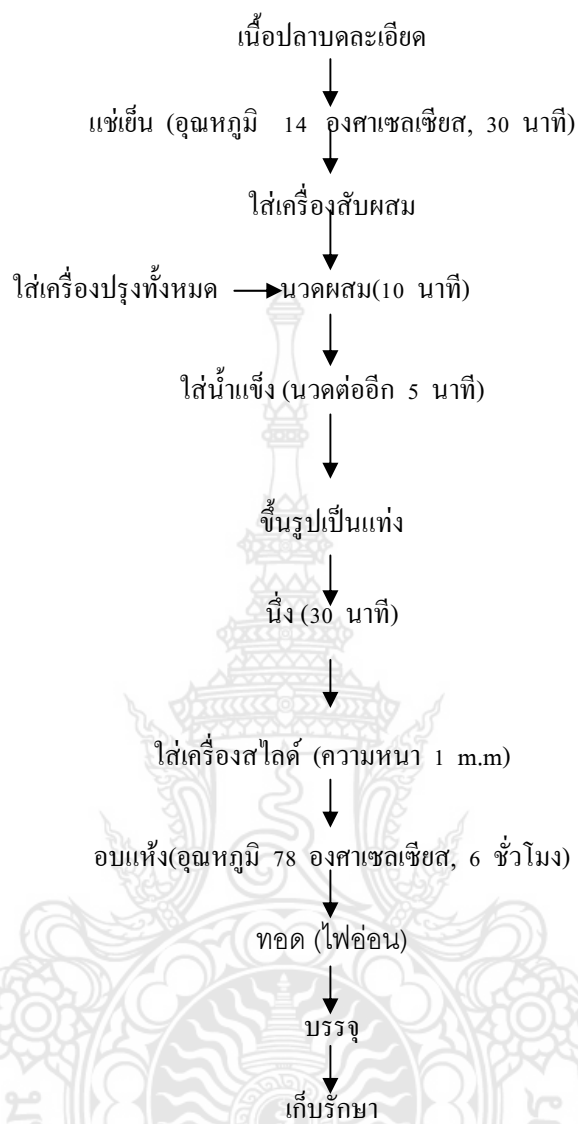 เนื้อปลาบดละเอียด
แช่เย็น (อุณหภูมิ 14 องศาเซลเซียส, 30 นาที)
ใส่เครื่องสับผสม
ใส่เครื่องปรุงทั้งหมด นวดผสม(10 นาที)
ใส่น้ำแข็ง (นวดต่ออีก 5 นาที)
ขึ้นรูปเป็นแท่ง
นึ่ง (30 นาที)
ใส่เครื่องสไลด์ (ความหนา 1 m.m)
อบแห้ง(อุณหภูมิ 78 องศาเซลเซียส, 6 ชั่วโมง)
ทอด (ไฟอ่อน)
บรรจุ
เก็บรักษา